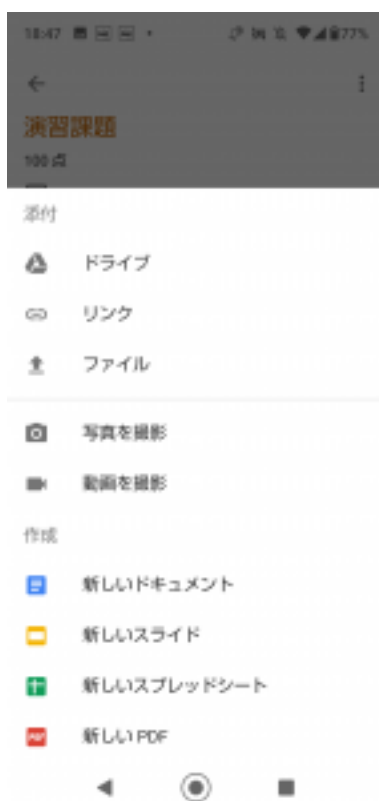 18:47
77%
演習課題
100 点
添付
ドライブ
リンク
ファイル
写真を撮影
動画を撮影
作成
新しいドキュメント
新しいスライド
新しいスプレッドシート
新しい PDF